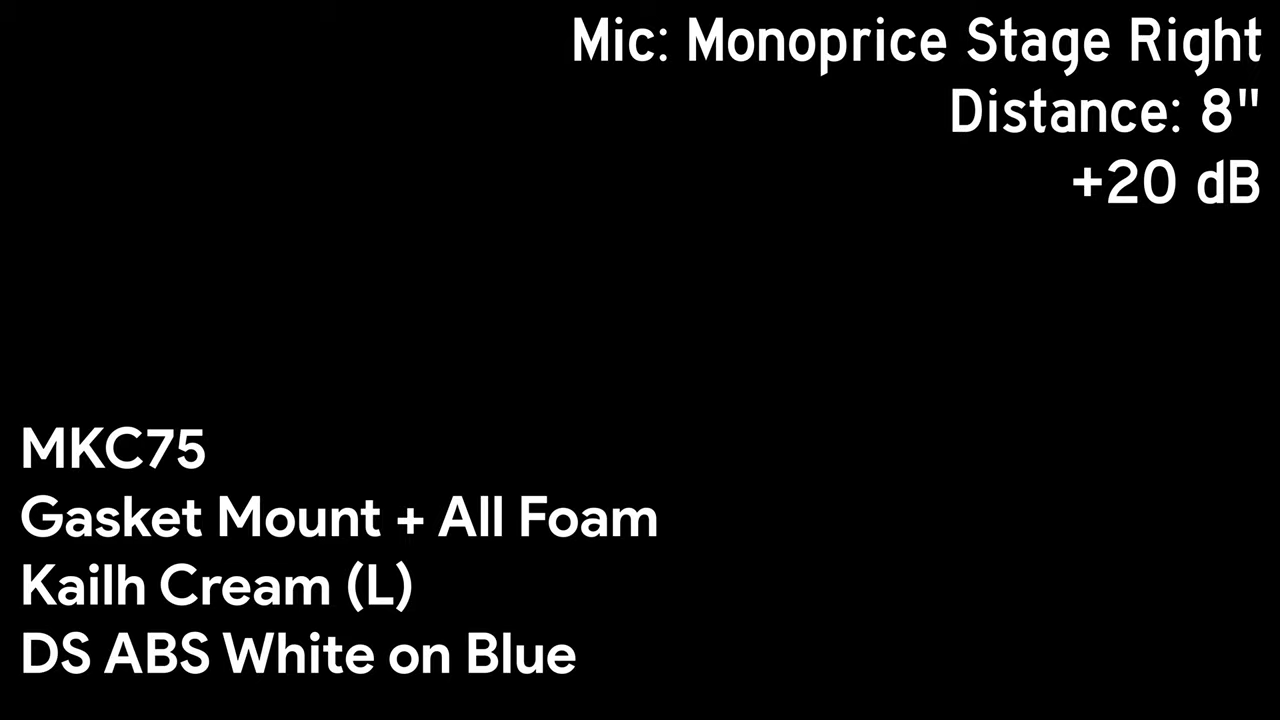 Mic: Monoprice Stage Right
Distance: 8"
+20 dB
MKC75
Gasket Mount + All Foam
Kailh Cream (L)
DS ABS White on Blue